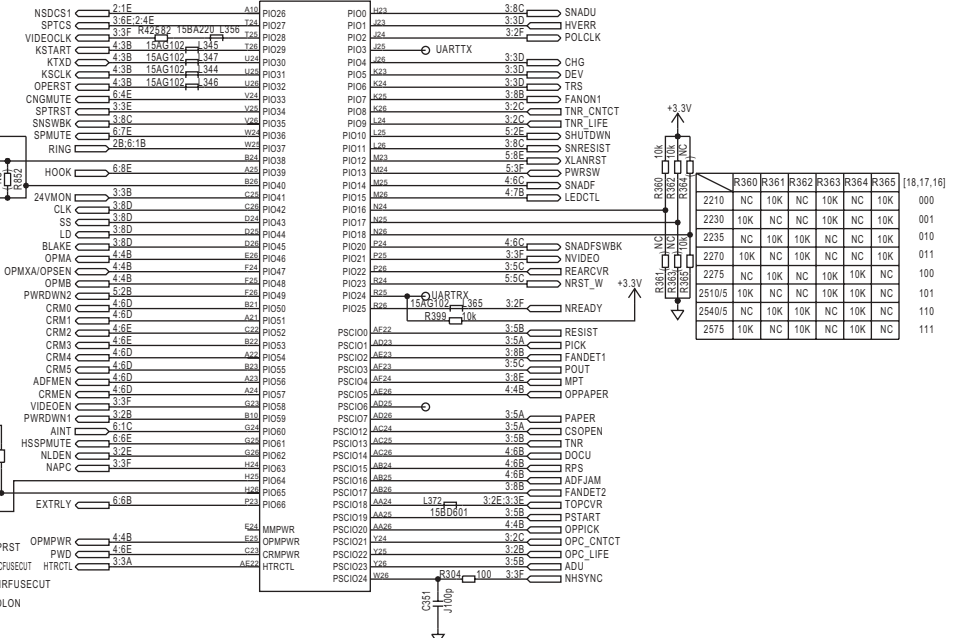 NSDCS1 2:1E A10 PIO26
SPTCS 3:6E:2:4E T24 PIO27
VIDEOCLK 3:3F R425 82 15BA220 L356 T25 PIO28
KSTART 4:3B 15AG102 L345 T26 PIO29
KTXD 4:3B 15AG102 L347 U24 PIO30
KSCLK 4:3B 15AG102 L344 U25 PIO31
OPERST 4:3B 15AG102 L346 U26 PIO32
CNGMUTE 6:4E V24 PIO33
SPTRST 3:3E V25 PIO34
SNSWBK 3:8C V26 PIO35
SPMUTE 6:7E W24 PIO36
RING 2B;6:1B W25 PIO37
B24 PIO38
HOOK 6:8E A25 PIO39
B26 PIO40
24VMON 3:3B C25 PIO41
CLK 3:8D C26 PIO42
SS 3:8D D24 PIO43
LD 3:8D D25 PIO44
BLAKE 3:8D D26 PIO45
OPMA 4:4B E26 PIO46
OPMXA/OPSEN 4:4B F24 PIO47
OPMB 4:4B F25 PIO48
PWRDWN2 5:2B F26 PIO49
CRM0 4:6D B21 PIO50
CRM1 4:6D A21 PIO51
CRM2 4:6E C22 PIO52
CRM3 4:6E B22 PIO53
CRM4 4:6D A22 PIO54
CRM5 4:6D B23 PIO55
ADFMEN 4:6D A23 PIO56
CRMEN 4:6D A24 PIO57
VIDEOEN 3:3F G23 PIO58
PWRDWN1 3:2B B10 PIO59
AINT 6:1C G24 PIO60
HSSPMUTE 6:6E G25 PIO61
NLDEN 3:2E G26 PIO62
NAPC 3:3F H24 PIO63
H25 PIO64
H26 PIO65
EXTRLY 6:6B P23 PIO66
E24 MMPWR
OPMPWR 4:4B E25 OPMPWR
PWD 4:6E C23 CRMPWR
HTRCTL 3:3A AE22 HTRCTL
R852
PRST
CFUSECUT
IRFUSECUT
OLON
PIO0 H23 3:8C SNADU
PIO1 J23 3:3D HVERR
PIO2 J24 3:2F POLCLK
PIO3 J25 UARTTX
PIO4 J26 3:3D CHG
PIO5 K23 3:3D DEV
PIO6 K24 3:3D TRS
PIO7 K25 3:8B FANON1
PIO8 K26 3:2C TNR_CNTCT
PIO9 L24 3:2C TNR_LIFE
PIO10 L25 5:2E SHUTDWN
PIO11 L26 3:8C SNRESIST
PIO12 M23 5:8E XLANRST
PIO13 M24 5:3F PWRSW
PIO14 M25 4:6C SNADF
PIO15 M26 4:7B LEDCTL
PIO16 N24
PIO17 N25
PIO18 N26
PIO20 P24 4:6C SNADFSWBK
PIO21 P25 3:3F NVIDEO
PIO22 P26 3:5C REARCVR
PIO23 R24 5:5C NRST_W
PIO24 R25 UARTRX
PIO25 R26 15AG102 L365 3:2F NREADY
R399 10k
+3.3V
PSCIO0 AF22 3:5B RESIST
PSCIO1 AD23 3:5A PICK
PSCIO2 AE23 3:8B FANDET1
PSCIO3 AF23 3:5C POUT
PSCIO4 AF24 3:8E MPT
PSCIO5 AE26 4:4B OPPAPER
PSCIO6 AD25
PSCIO7 AD26 3:5A PAPER
PSCIO12 AC24 3:5A CSOPEN
PSCIO13 AC25 3:5B TNR
PSCIO14 AC26 4:6B DOCU
PSCIO15 AB24 4:6B RPS
PSCIO16 AB25 4:6B ADFJAM
PSCIO17 AB26 3:8B FANDET2
PSCIO18 AA24 L372 15BD601 3:2E:3:3E TOPCVR
PSCIO19 AA25 3:5B PSTART
PSCIO20 AA26 4:4B OPPICK
PSCIO21 Y24 3:2C OPC_CNTCT
PSCIO22 Y25 3:2B OPC_LIFE
PSCIO23 Y26 3:5B ADU
PSCIO24 W26 R304 100 3:3F NHSYNC
C351
J100p
+3.3V
R360 10k
R362 10k
R364 NC
R361 NC
R363 NC
R365 10k
R360 R361 R362 R363 R364 R365 [18,17,16]
2210 NC 10K NC 10K NC 10K 000
2230 10K NC NC 10K NC 10K 001
2235 NC 10K 10K NC NC 10K 010
2270 10K NC 10K NC NC 10K 011
2275 NC 10K NC 10K 10K NC 100
2510/5 10K NC NC 10K 10K NC 101
2540/5 NC 10K 10K NC 10K NC 110
2575 10K NC 10K NC 10K NC 111